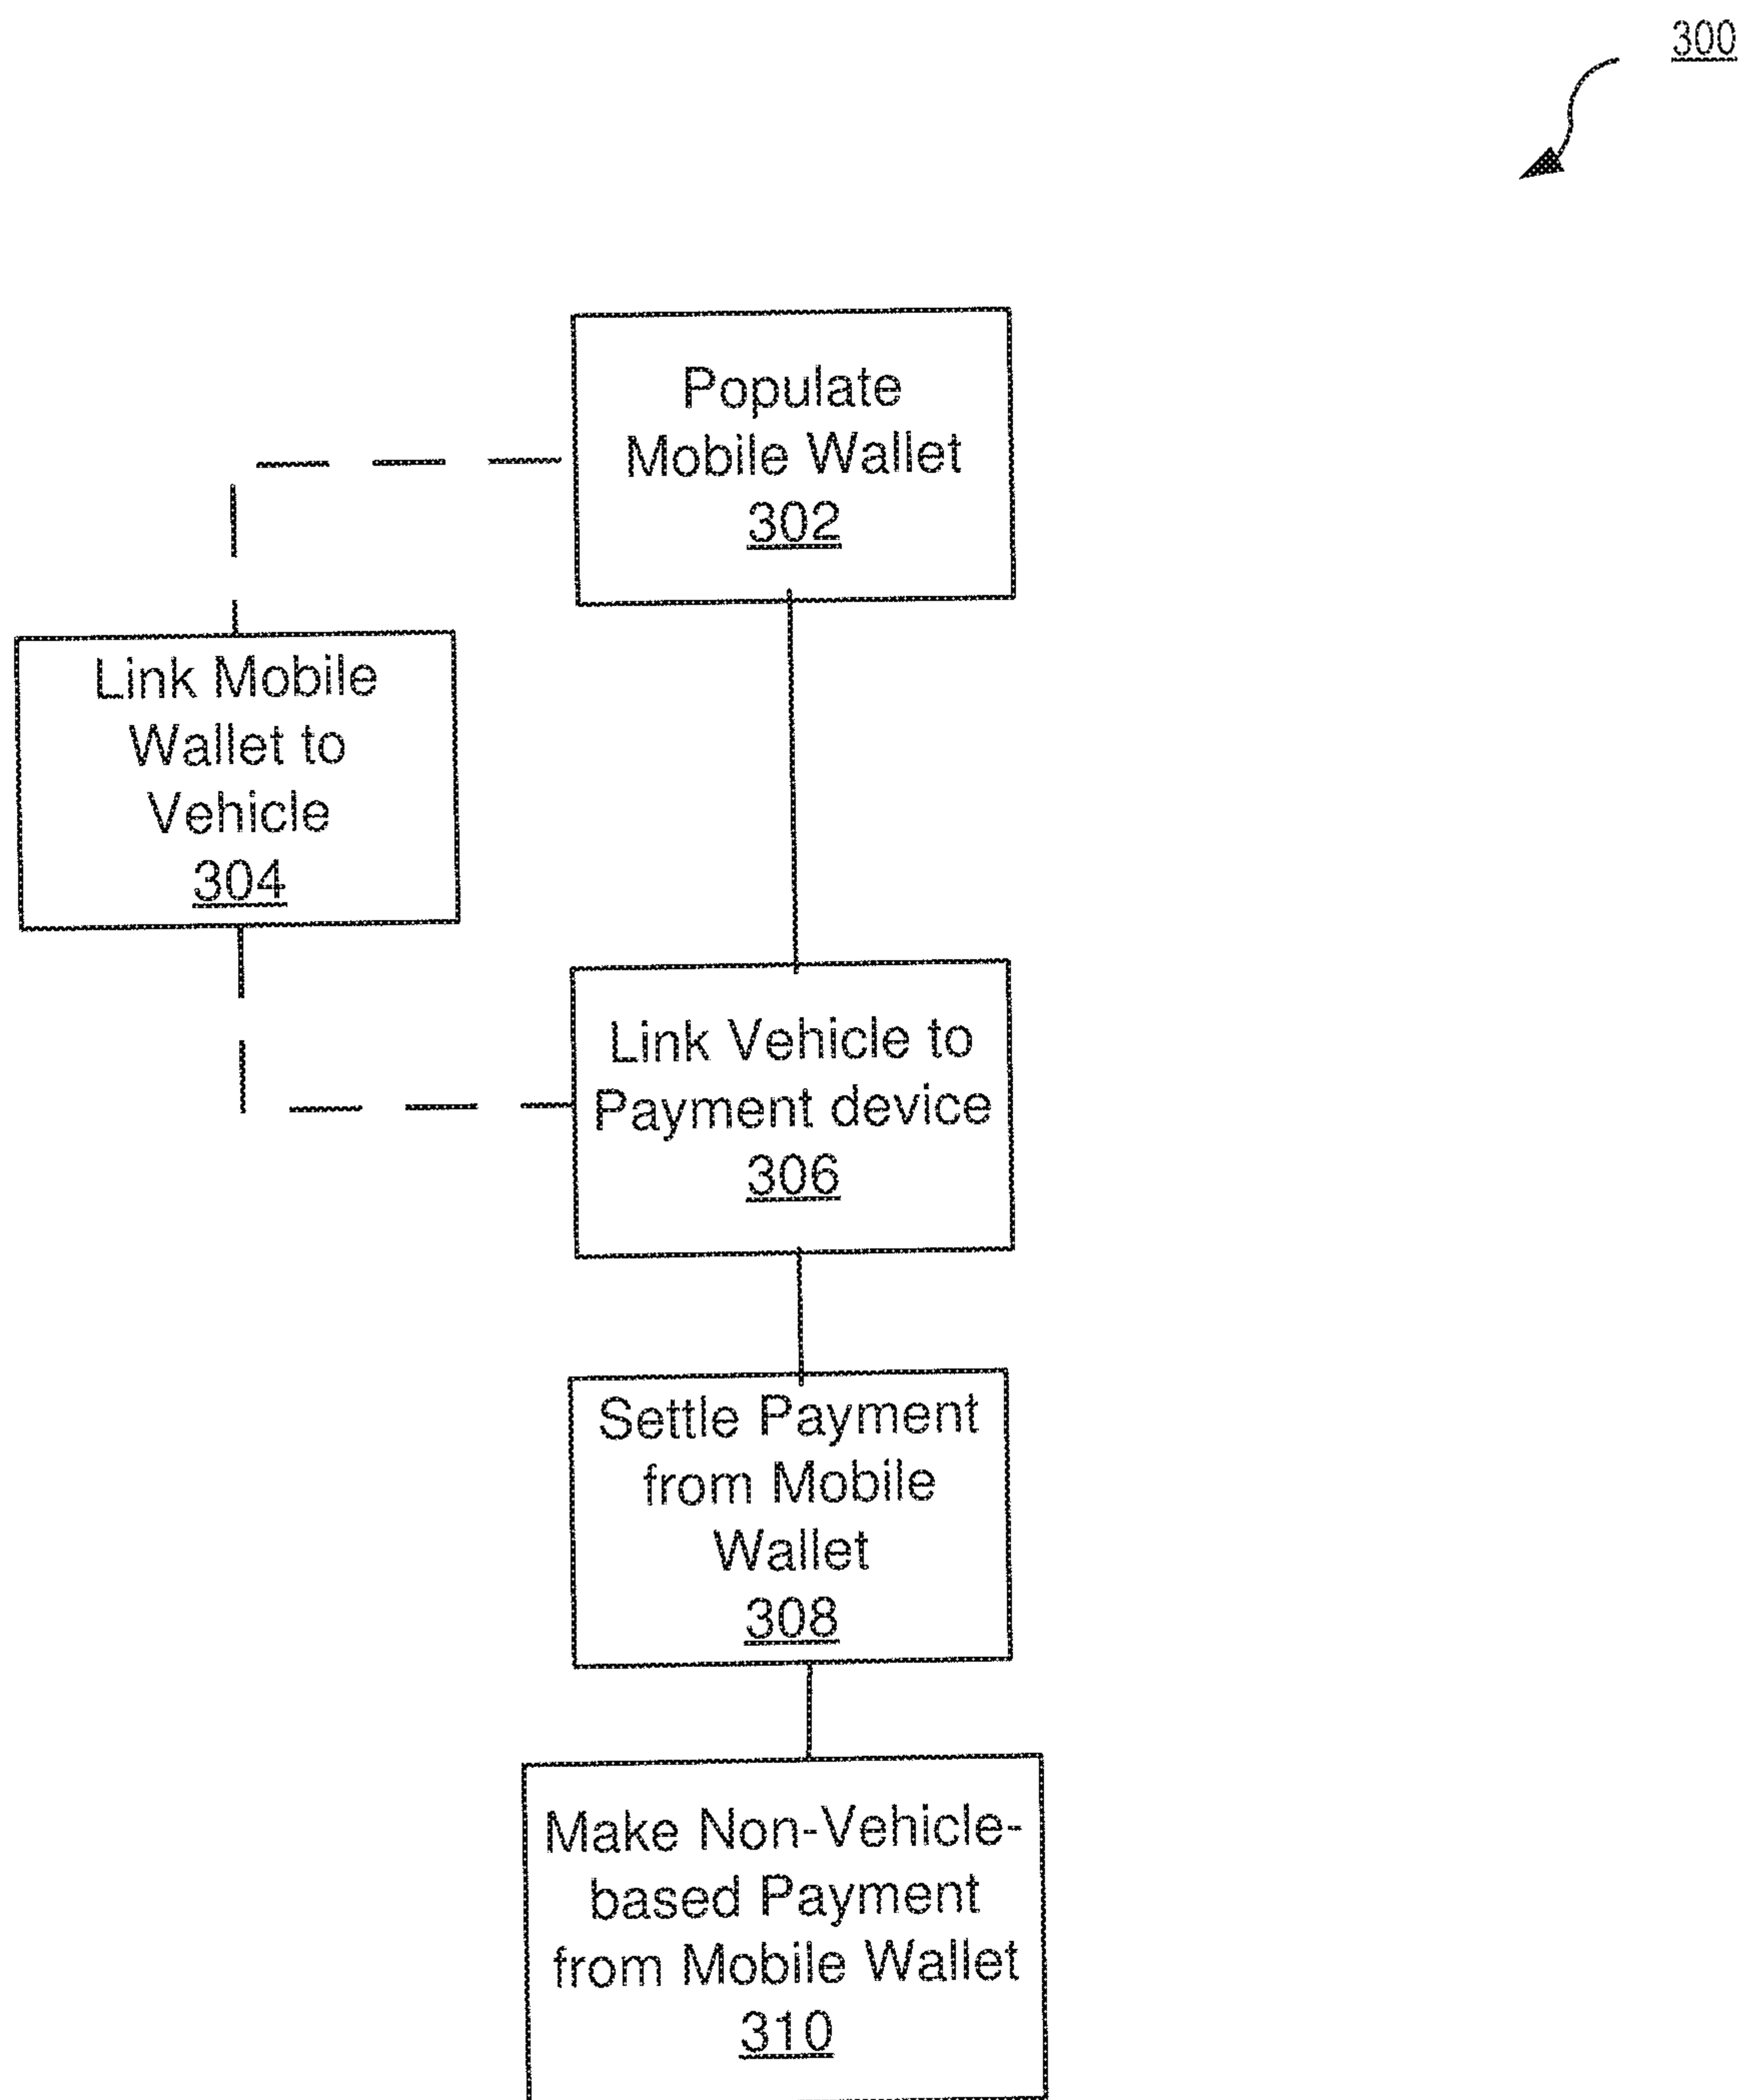 300
Populate
Mobile Wallet
302
Link Mobile
Wallet to
Vehicle
304
Link Vehicle to
Payment device
306
Settle Payment
from Mobile
Wallet
308
Make Non-Vehicle-
based Payment
from Mobile Wallet
310